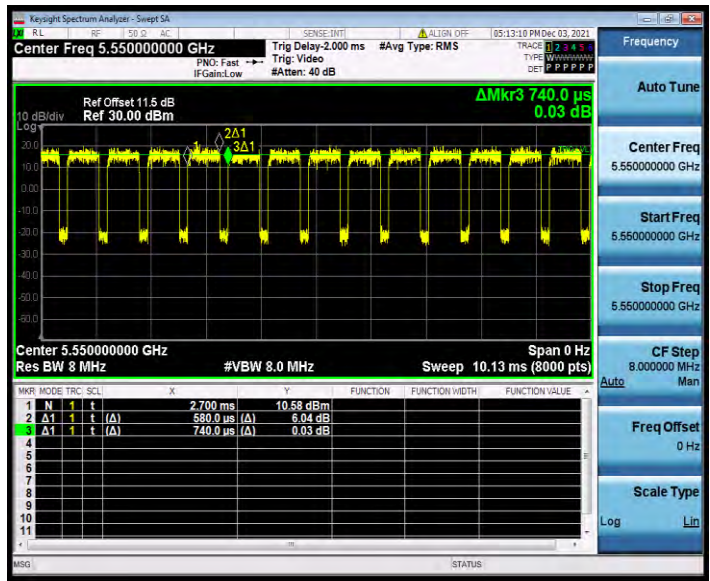 Keysight Spectrum Analyzer - Swept SA
RL RF 50 Ω AC SENSE:INT ALIGN OFF 05:13:10 PM Dec 03, 2021
Center Freq 5.550000000 GHz
PNO: Fast
IFGain:Low
Trig Delay-2.000 ms
Trig: Video
#Atten: 40 dB
#Avg Type: RMS
TRACE 1 2 3 4 5 6
TYPE WWWWWW
DET P P P P P P
ΔMkr3 740.0 µs
0.03 dB
Ref Offset 11.5 dB
10 dB/div Ref 30.00 dBm
Log
20.0
10.0
0.00
-10.0
-20.0
-30.0
-40.0
-50.0
-60.0
1
2Δ1
3Δ1
Center 5.550000000 GHz Span 0 Hz
Res BW 8 MHz #VBW 8.0 MHz Sweep 10.13 ms (8000 pts)
MKR MODE TRC SCL X Y FUNCTION FUNCTION WIDTH FUNCTION VALUE
1 N 1 t 2.700 ms 10.58 dBm
2 Δ1 1 t (Δ) 580.0 µs (Δ) 6.04 dB
3 Δ1 1 t (Δ) 740.0 µs (Δ) 0.03 dB
4
5
6
7
8
9
10
11
MSG STATUS
Frequency
Auto Tune
Center Freq
5.550000000 GHz
Start Freq
5.550000000 GHz
Stop Freq
5.550000000 GHz
CF Step
8.000000 MHz
Auto Man
Freq Offset
0 Hz
Scale Type
Log Lin